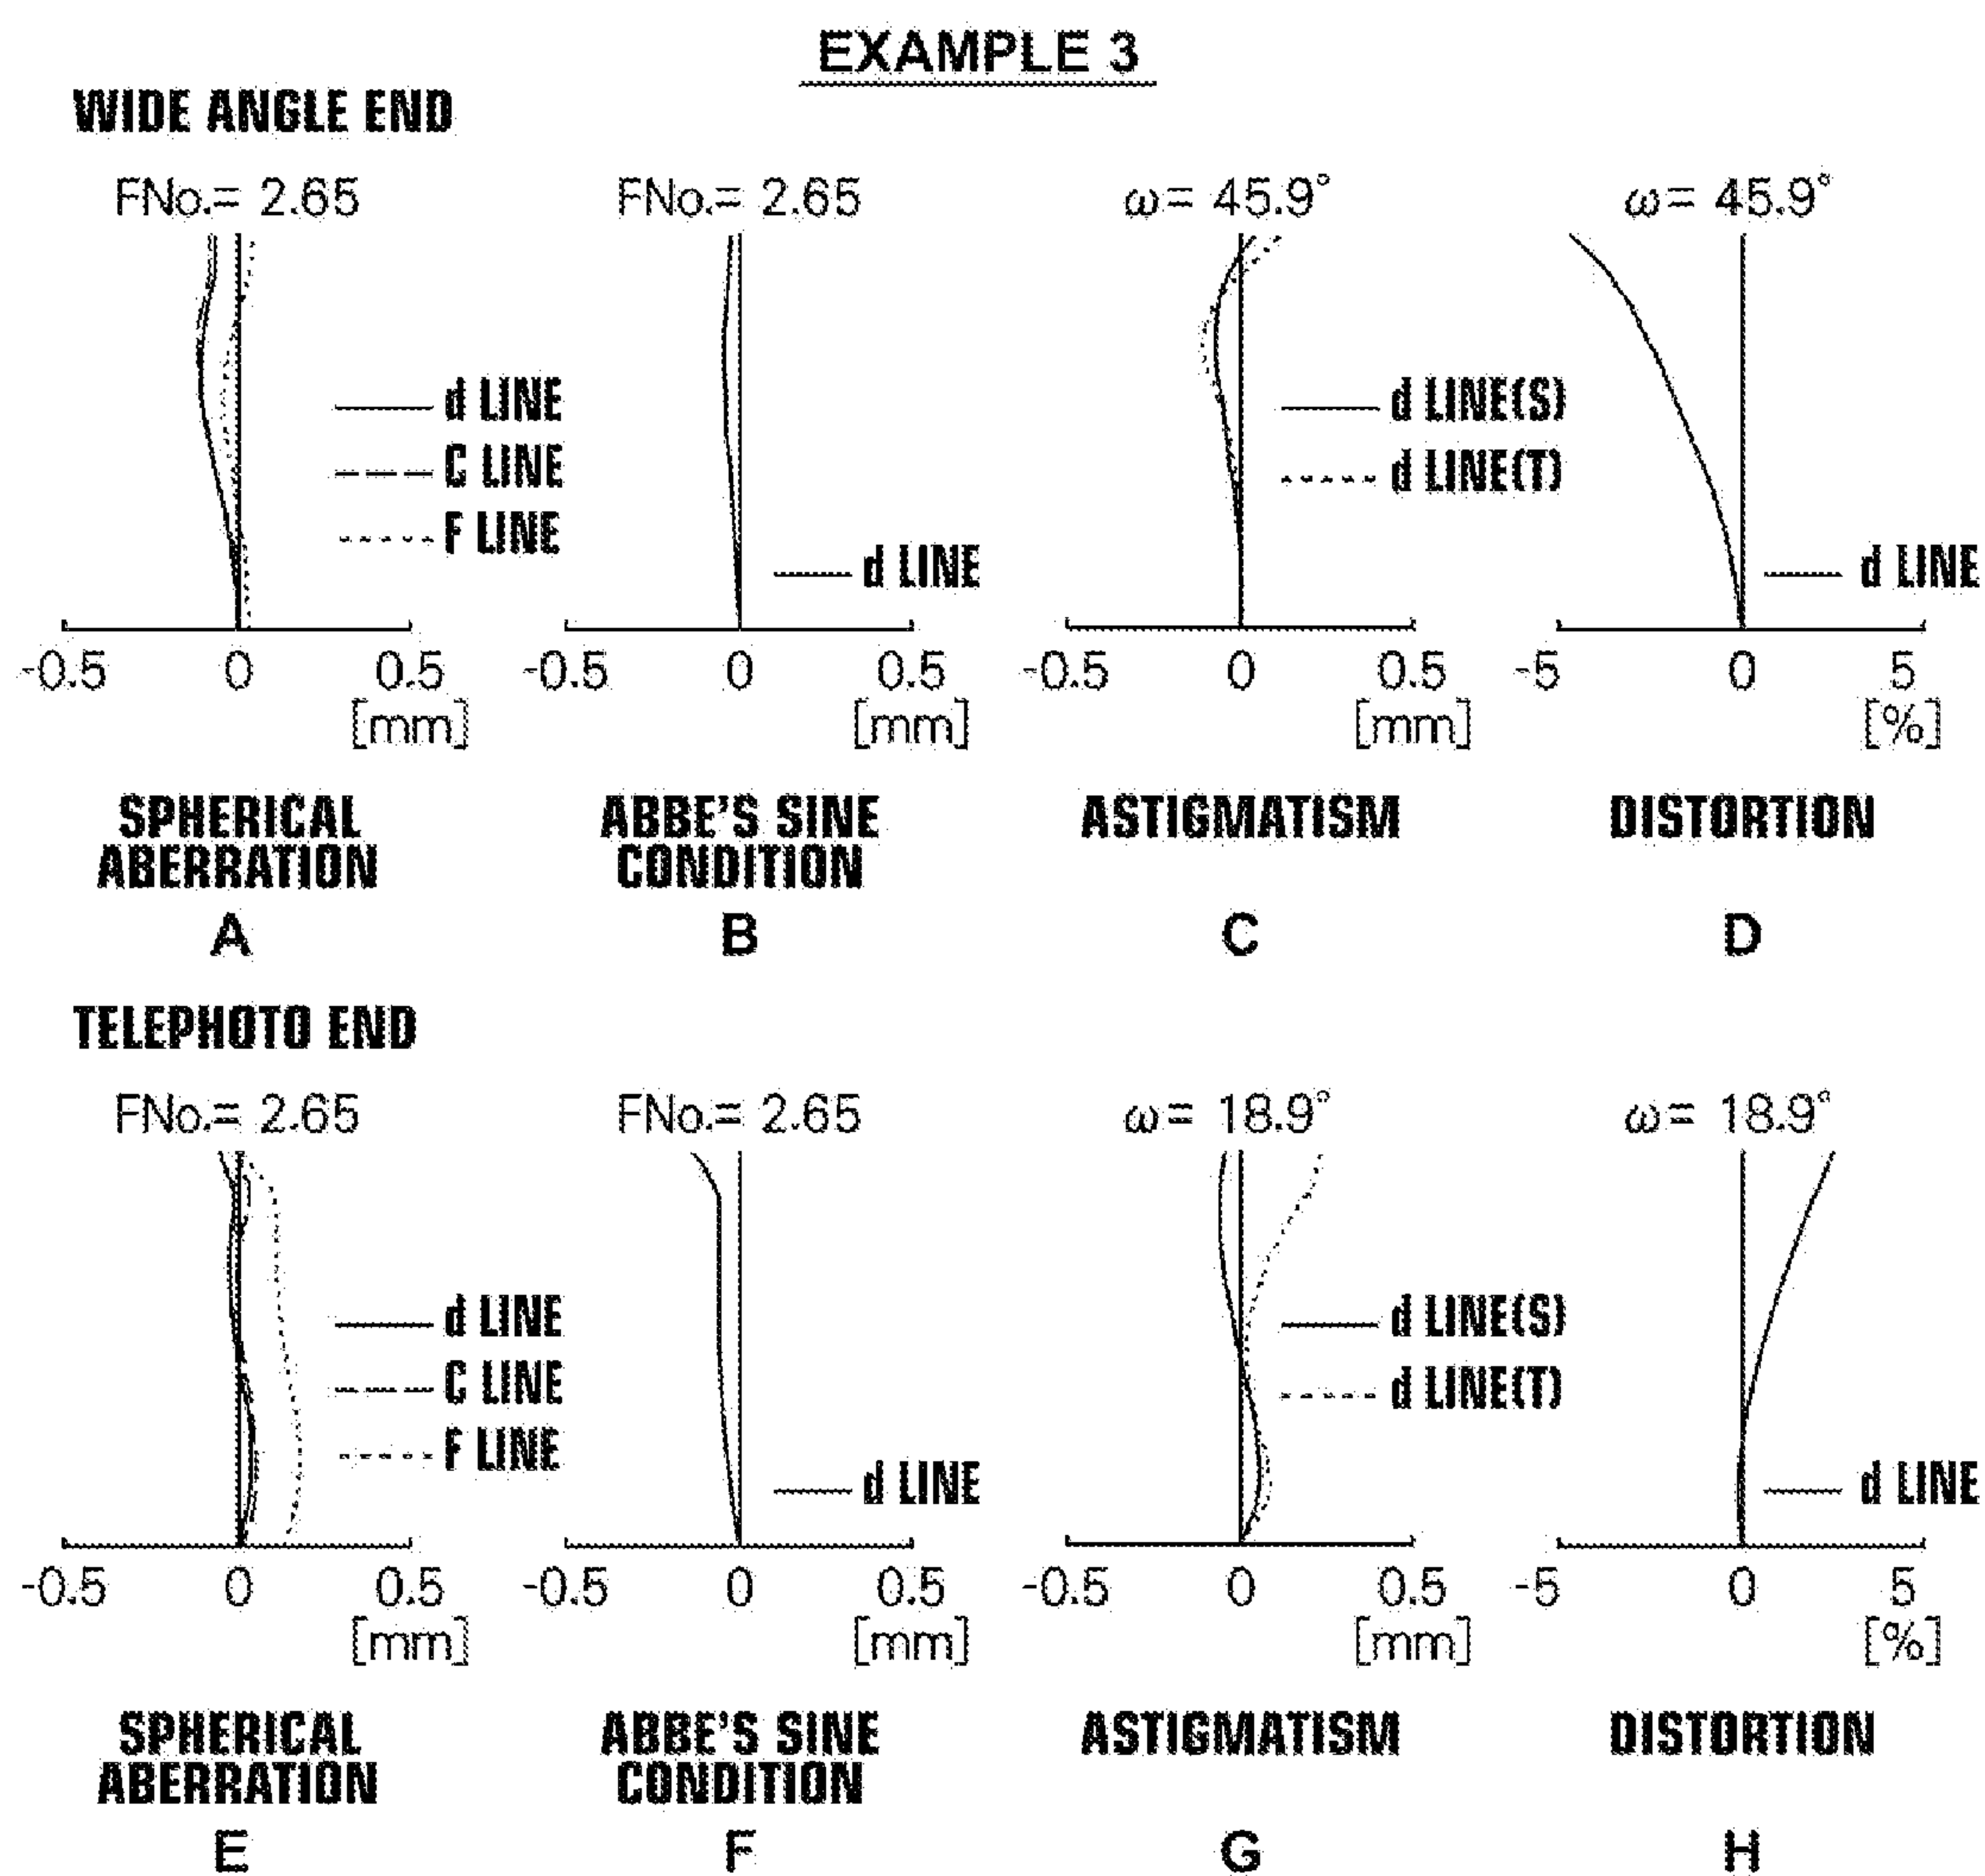 EXAMPLE 3
WIDE ANGLE END
FNo.= 2.65
FNo.= 2.65
ω= 45.9°
ω= 45.9°
d LINE
C LINE
F LINE
d LINE
d LINE(S)
d LINE(T)
d LINE
-0.5 0 0.5
[mm]
-0.5 0 0.5
[mm]
-0.5 0 0.5
[mm]
-5 0 5
[%]
SPHERICAL
ABERRATION
ABBE'S SINE
CONDITION
ASTIGMATISM
DISTORTION
A
B
C
D
TELEPHOTO END
FNo.= 2.65
FNo.= 2.65
ω= 18.9°
ω= 18.9°
d LINE
C LINE
F LINE
d LINE
d LINE(S)
d LINE(T)
d LINE
-0.5 0 0.5
[mm]
-0.5 0 0.5
[mm]
-0.5 0 0.5
[mm]
-5 0 5
[%]
SPHERICAL
ABERRATION
ABBE'S SINE
CONDITION
ASTIGMATISM
DISTORTION
E
F
G
H